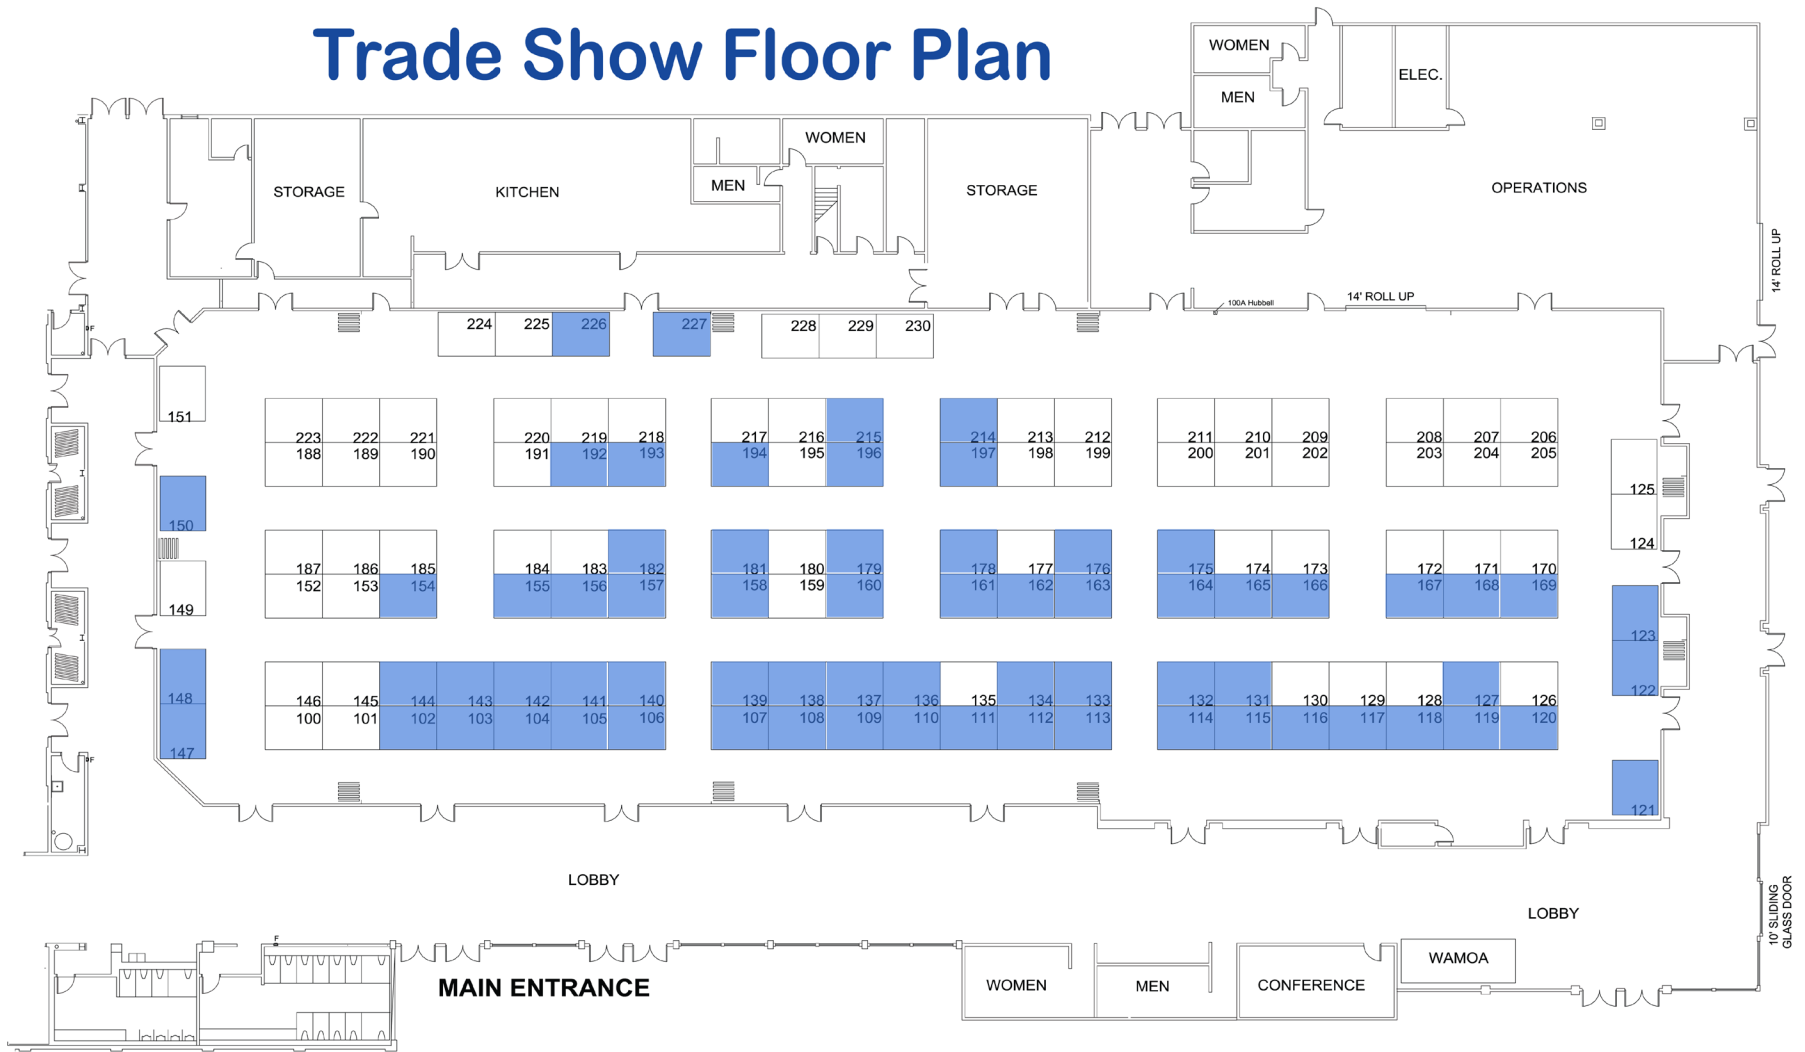 Trade Show Floor Plan
WOMEN
ELEC.
MEN
WOMEN
MEN
STORAGE
KITCHEN
STORAGE
OPERATIONS
14' ROLL UP
100A Hubbell
14' ROLL UP
F
224 225 226 227 228 229 230
151
223 222 221 220 219 218 217 216 215 214 213 212 211 210 209 208 207 206
188 189 190 191 192 193 194 195 196 197 198 199 200 201 202 203 204 205
125
150
124
187 186 185 184 183 182 181 180 179 178 177 176 175 174 173 172 171 170
152 153 154 155 156 157 158 159 160 161 162 163 164 165 166 167 168 169
149
123
122
148
146 145 144 143 142 141 140 139 138 137 136 135 134 133 132 131 130 129 128 127 126
100 101 102 103 104 105 106 107 108 109 110 111 112 113 114 115 116 117 118 119 120
147
F
121
LOBBY
LOBBY
10' SLIDING
GLASS DOOR
F
MAIN ENTRANCE
WOMEN
MEN
CONFERENCE
WAMOA